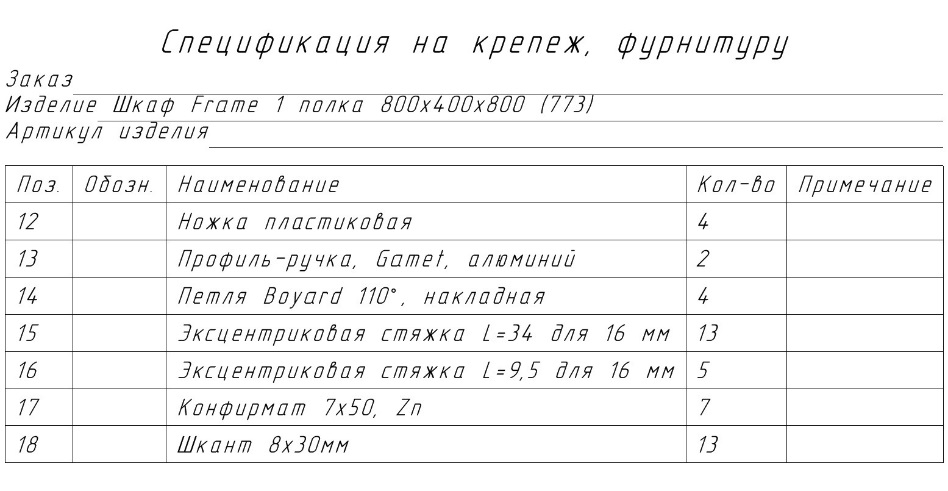 Спецификация на крепеж, фурнитуру
Заказ
Изделие Шкаф Frame 1 полка 800х400х800 (773)
Артикул изделия
Поз. Обозн. Наименование Кол-во Примечание
12 Ножка пластиковая 4
13 Профиль-ручка, Gamet, алюминий 2
14 Петля Boyard 110°, накладная 4
15 Эксцентриковая стяжка L=34 для 16 мм 13
16 Эксцентриковая стяжка L=9,5 для 16 мм 5
17 Конфирмат 7х50, Zn 7
18 Шкант 8х30мм 13